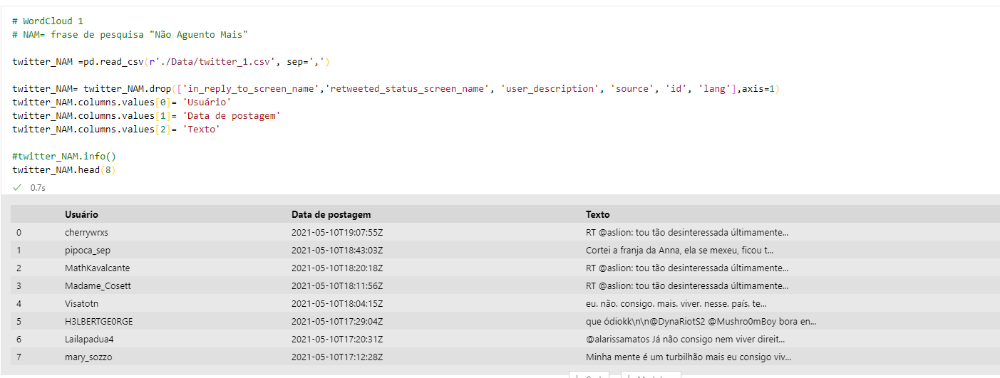 # WordCloud 1
# NAM= frase de pesquisa "Não Aguento Mais"
twitter_NAM =pd.read_csv(r'./Data/twitter_1.csv', sep=',')
twitter_NAM= twitter_NAM.drop(['in_reply_to_screen_name','retweeted_status_screen_name', 'user_description', 'source', 'id', 'lang'],axis=1)
twitter_NAM.columns.values[0]= 'Usuário'
twitter_NAM.columns.values[1]= 'Data de postagem'
twitter_NAM.columns.values[2]= 'Texto'
#twitter_NAM.info()
twitter_NAM.head(8)
0.7s
Usuário Data de postagem Texto
0 cherrywrxs 2021-05-10T19:07:55Z RT @aslion: tou tão desinteressada últimamente...
1 pipoca_sep 2021-05-10T18:43:03Z Cortei a franja da Anna, ela se mexeu, ficou t...
2 MathKavalcante 2021-05-10T18:20:18Z RT @aslion: tou tão desinteressada últimamente...
3 Madame_Cosett 2021-05-10T18:11:56Z RT @aslion: tou tão desinteressada últimamente...
4 Visatotn 2021-05-10T18:04:15Z eu. não. consigo. mais. viver. nesse. país. te...
5 H3LBERTGE0RGE 2021-05-10T17:29:04Z que ódiokk\n\n@DynaRiotS2 @Mushro0mBoy bora en...
6 Lailapadua4 2021-05-10T17:20:31Z @alarissamatos Já não consigo nem viver direit...
7 mary_sozzo 2021-05-10T17:12:28Z Minha mente é um turbilhão mais eu consigo viv...